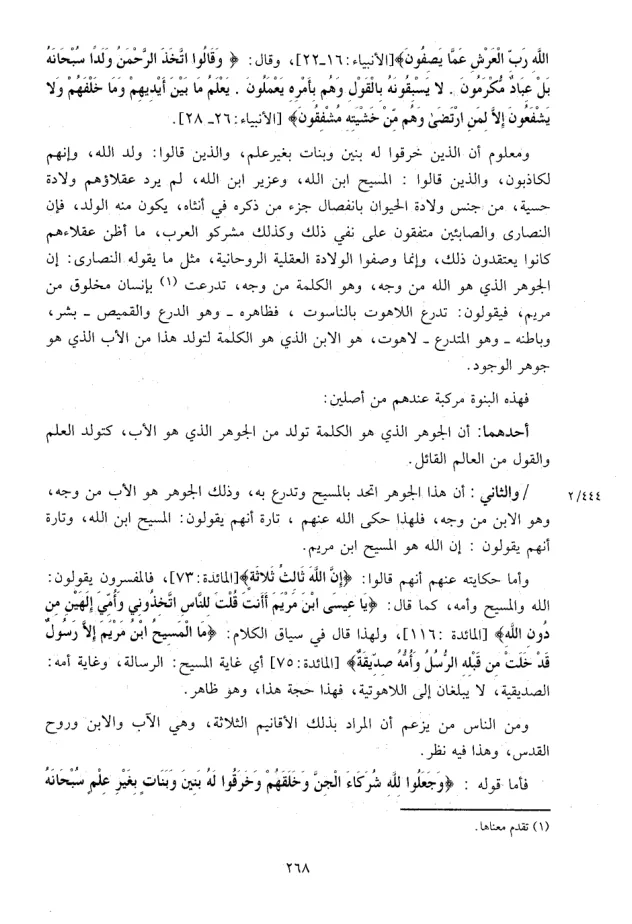 الله رَبِّ الْعَرْشِ عَمَّا يَصِفُونَ﴾[الأنبياء:١٦ـ٢٢]، وقال: ﴿ وَقَالُوا اتَّخَذَ الرَّحْمَنُ وَلَدًا سُبْحَانَهُ
بَلْ عِبَادٌ مُّكْرَمُونَ . لا يَسْبِقُونَهُ بِالْقَوْلِ وَهُم بِأَمْرِهِ يَعْمَلُونَ . يَعْلَمُ مَا بَيْنَ أَيْدِيهِمْ وَمَا خَلْفَهُمْ وَلا
يَشْفَعُونَ إِلاَّ لِمَنِ ارْتَضَىٰ وَهُم مِّنْ خَشْيَتِهِ مُشْفِقُونَ﴾ [الأنبياء:٢٦ـ ٢٨].
ومعلوم أن الذين خرقوا له بنين وبنات بغيرعلم، والذين قالوا: ولد الله، وإنهم
لكاذبون، والذين قالوا : المسيح ابن الله، وعزير ابن الله، لم يرد عقلاؤهم ولادة
حسية، من جنس ولادة الحيوان بانفصال جزء من ذكره في أنثاه، يكون منه الولد، فإن
النصارى والصابئين متفقون على نفي ذلك وكذلك مشركو العرب، ما أظن عقلاءهم
كانوا يعتقدون ذلك، وإنما وصفوا الولادة العقلية الروحانية، مثل ما يقوله النصارى: إن
الجوهر الذي هو الله من وجه، وهو الكلمة من وجه، تدرعت (١) بإنسان مخلوق من
مريم، فيقولون: تدرع اللاهوت بالناسوت ، فظاهره ـ وهو الدرع والقميص ـ بشر،
وباطنه ـ وهو المتدرع ـ لاهوت، هو الابن الذي هو الكلمة لتولد هذا من الأب الذي هو
جوهر الوجود.
فهذه البنوة مركبة عندهم من أصلين:
أحدهما: أن الجوهر الذي هو الكلمة تولد من الجوهر الذي هو الأب، كتولد العلم
والقول من العالم القائل.
٢/٤٤٤ / والثاني : أن هذا الجوهر اتحد بالمسيح وتدرع به، وذلك الجوهر هو الأب من وجه،
وهو الابن من وجه، فلهذا حكى الله عنهم ، تارة أنهم يقولون: المسيح ابن الله، وتارة
أنهم يقولون : إن الله هو المسيح ابن مريم.
وأما حكايته عنهم أنهم قالوا: ﴿إِنَّ اللَّهَ ثَالِثُ ثَلاثَةٍ﴾[المائدة:٧٣]، فالمفسرون يقولون:
الله والمسيح وأمه، كما قال: ﴿يَا عِيسَى ابْنَ مَرْيَمَ أَأَنتَ قُلْتَ لِلنَّاسِ اتَّخِذُونِي وَأُمِّيَ إِلَهَيْنِ مِن
دُونِ اللَّهِ﴾ [المائدة :١١٦]، ولهذا قال في سياق الكلام: ﴿مَا الْمَسِيحُ ابْنُ مَرْيَمَ إِلاَّ رَسُولٌ
قَدْ خَلَتْ مِن قَبْلِهِ الرُّسُلُ وَأُمُّهُ صِدِّيقَةٌ﴾ [المائدة:٧٥] أي غاية المسيح: الرسالة، وغاية أمه:
الصديقية، لا يبلغان إلى اللاهوتية، فهذا حجة هذا، وهو ظاهر.
ومن الناس من يزعم أن المراد بذلك الأقانيم الثلاثة، وهي الآب والابن وروح
القدس، وهذا فيه نظر.
فأما قوله : ﴿وَجَعَلُوا لِلَّهِ شُرَكَاءَ الْجِنَّ وَخَلَقَهُمْ وَخَرَقُوا لَهُ بَنِينَ وَبَنَاتٍ بِغَيْرِ عِلْمٍ سُبْحَانَهُ
(١) تقدم معناها.
٢٦٨